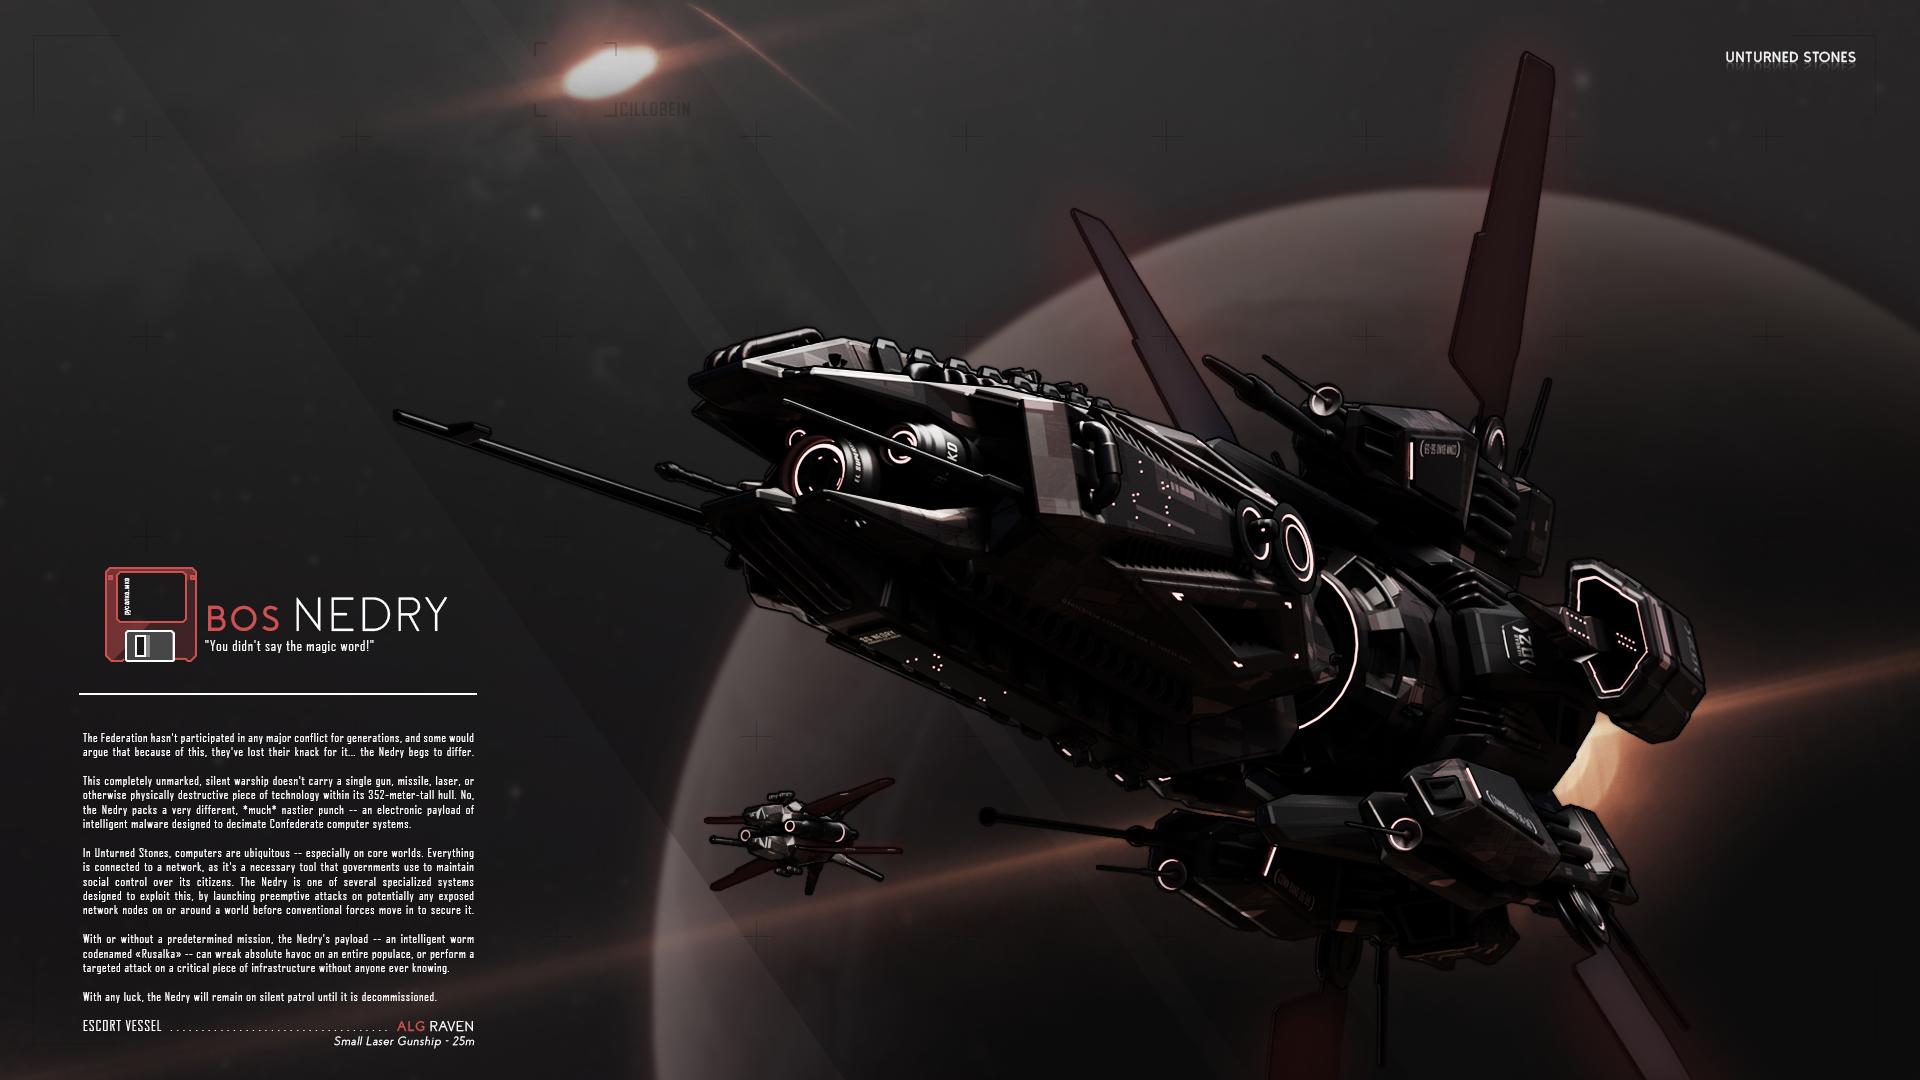 UNTURNED STONES
CILLOBEIN
русалка.мкв
BOS NEDRY
"You didn't say the magic word!"
The Federation hasn't participated in any major conflict for generations, and some would
argue that because of this, they've lost their knack for it... the Nedry begs to differ.
This completely unmarked, silent warship doesn't carry a single gun, missile, laser, or
otherwise physically destructive piece of technology within its 352-meter-tall hull. No,
the Nedry packs a very different, *much* nastier punch -- an electronic payload of
intelligent malware designed to decimate Confederate computer systems.
In Unturned Stones, computers are ubiquitous -- especially on core worlds. Everything
is connected to a network, as it's a necessary tool that governments use to maintain
social control over its citizens. The Nedry is one of several specialized systems
designed to exploit this, by launching preemptive attacks on potentially any exposed
network nodes on or around a world before conventional forces move in to secure it.
With or without a predetermined mission, the Nedry's payload -- an intelligent worm
codenamed «Rusalka» -- can wreak absolute havoc on an entire populace, or perform a
targeted attack on a critical piece of infrastructure without anyone ever knowing.
With any luck, the Nedry will remain on silent patrol until it is decommissioned.
ESCORT VESSEL .................................. ALG RAVEN
Small Laser Gunship - 25m
NEDRY